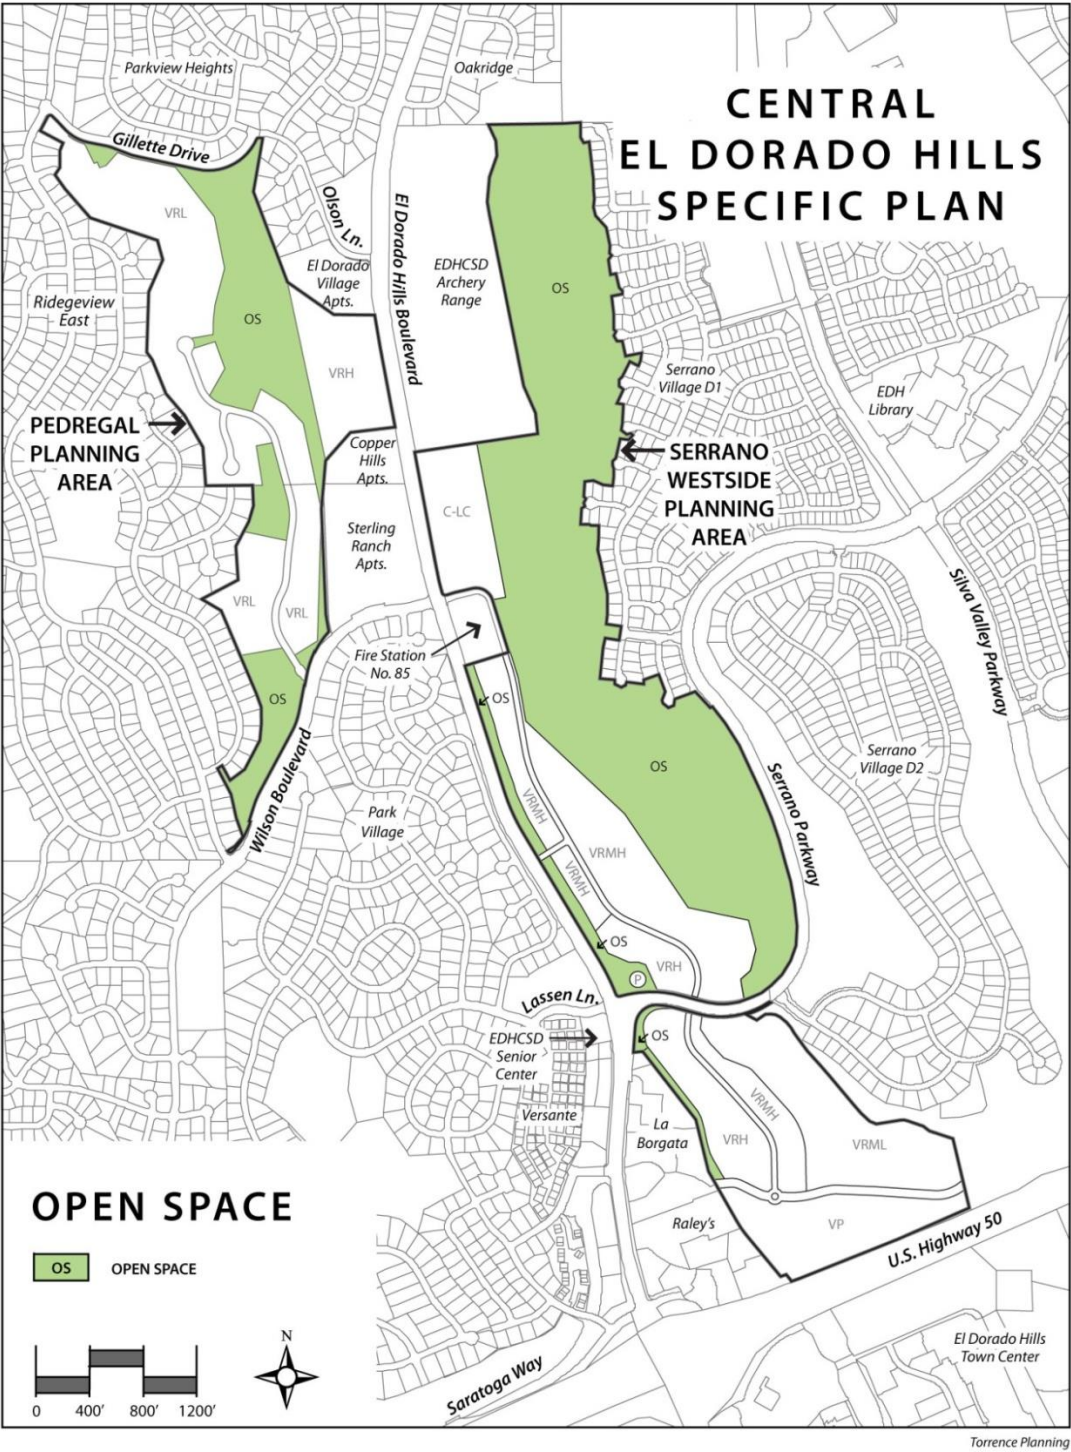 Parkview Heights
Oakridge
CENTRAL
EL DORADO HILLS
SPECIFIC PLAN
Gillette Drive
Olson Ln.
El Dorado Hills Boulevard
VRL
El Dorado
Village
Apts.
EDHCSD
Archery
Range
OS
Ridegeview
East
OS
VRH
Serrano
Village D1
EDH
Library
PEDREGAL
PLANNING
AREA
Copper
Hills
Apts.
SERRANO
WESTSIDE
PLANNING
AREA
C-LC
Sterling
Ranch
Apts.
Silva Valley Parkway
VRL
VRL
Fire Station
No. 85
OS
OS
Wilson Boulevard
Park
Village
OS
Serrano
Village D2
Serrano Parkway
VRMH
VRMH
VRMH
OS
VRH
P
Lassen Ln.
EDHCSD
Senior
Center
OS
Versante
La
Borgata
VRMH
VRH
VRML
Raley's
VP
U.S. Highway 50
OPEN SPACE
OS
OPEN SPACE
N
0
400'
800'
1200'
Saratoga Way
El Dorado Hills
Town Center
Torrence Planning